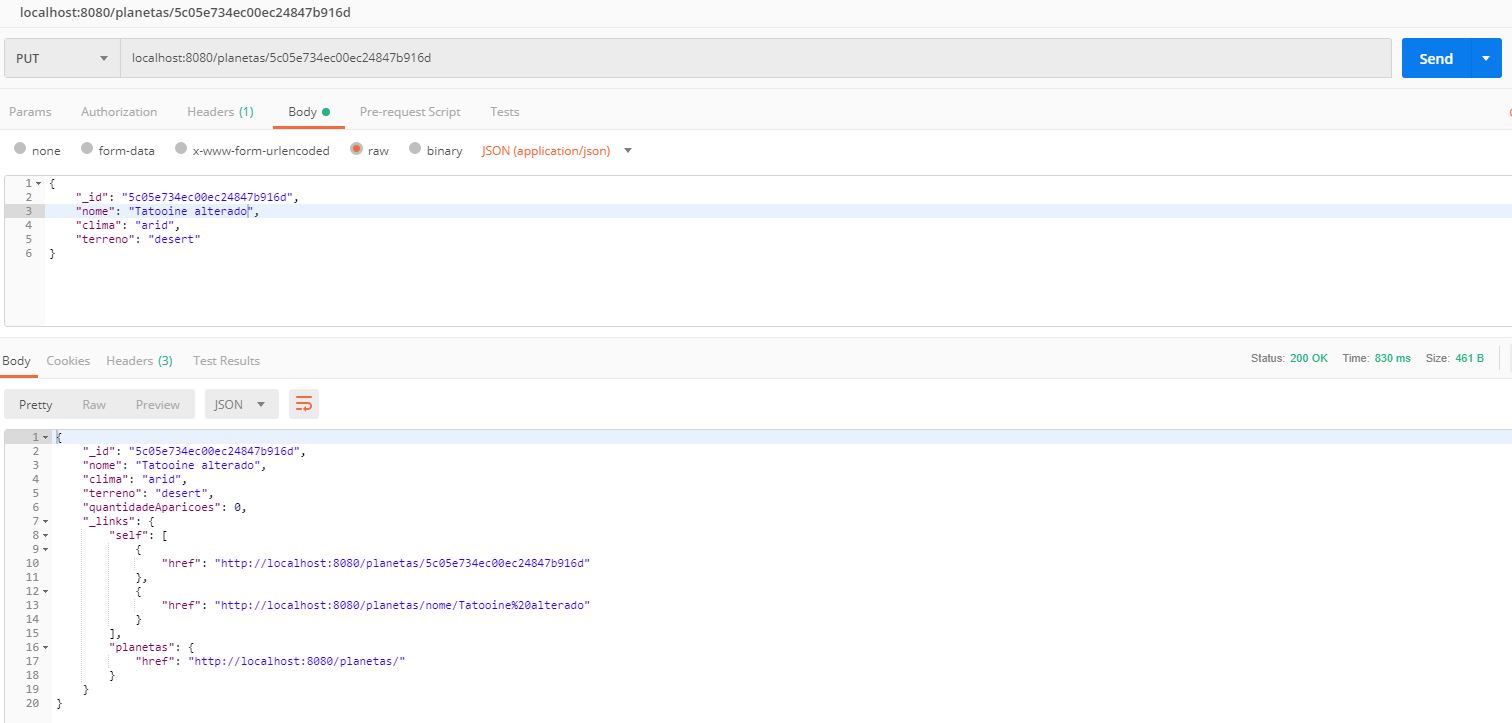 localhost:8080/planetas/5c05e734ec00ec24847b916d
PUT localhost:8080/planetas/5c05e734ec00ec24847b916d Send
Params Authorization Headers (1) Body Pre-request Script Tests
none form-data x-www-form-urlencoded raw binary JSON (application/json)
1 {
2 "_id": "5c05e734ec00ec24847b916d",
3 "nome": "Tatooine alterado",
4 "clima": "arid",
5 "terreno": "desert"
6 }
Body Cookies Headers (3) Test Results Status: 200 OK Time: 830 ms Size: 461 B
Pretty Raw Preview JSON
1 {
2 "_id": "5c05e734ec00ec24847b916d",
3 "nome": "Tatooine alterado",
4 "clima": "arid",
5 "terreno": "desert",
6 "quantidadeAparicoes": 0,
7 "_links": {
8 "self": [
9 {
10 "href": "http://localhost:8080/planetas/5c05e734ec00ec24847b916d"
11 },
12 {
13 "href": "http://localhost:8080/planetas/nome/Tatooine%20alterado"
14 }
15 ],
16 "planetas": {
17 "href": "http://localhost:8080/planetas/"
18 }
19 }
20 }